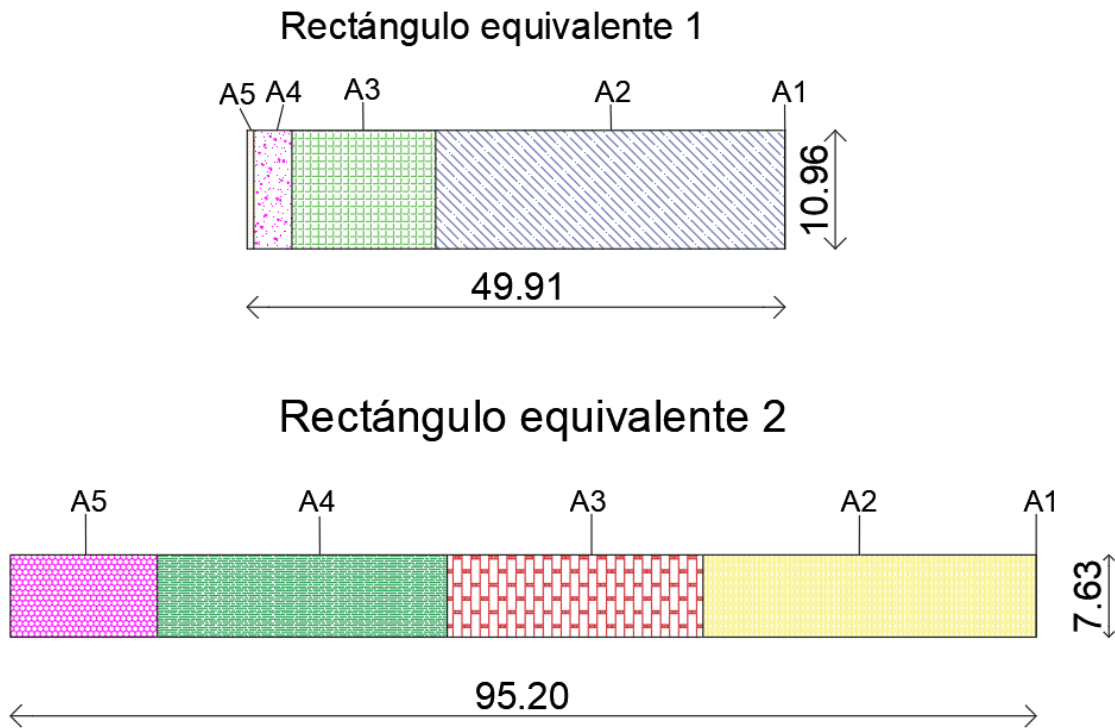 Rectángulo equivalente 1
A5 A4 A3 A2 A1
10.96
49.91
Rectángulo equivalente 2
A5 A4 A3 A2 A1
7.63
95.20